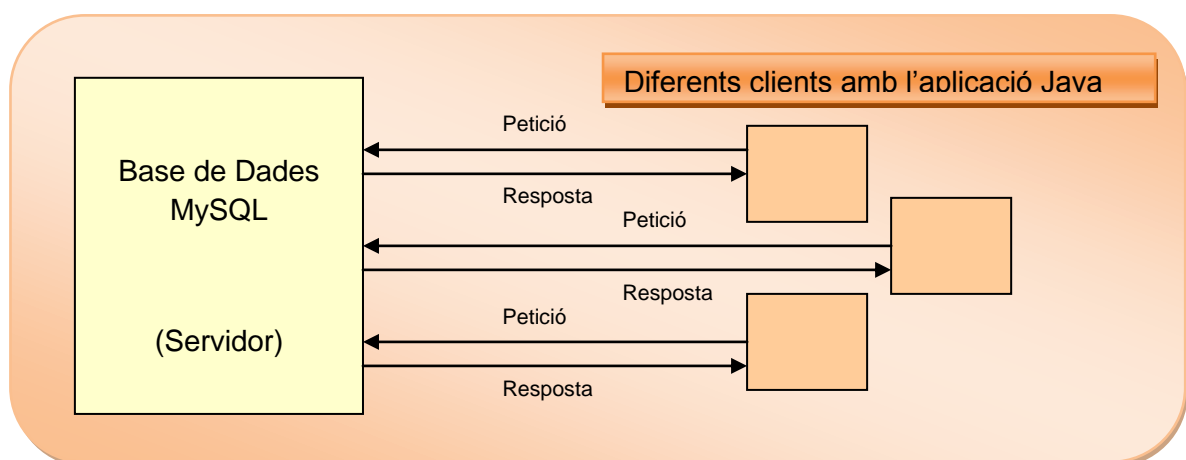 Diferents clients amb l'aplicació Java
Petició
Base de Dades
MySQL
Resposta
Petició
Resposta
Petició
(Servidor)
Resposta